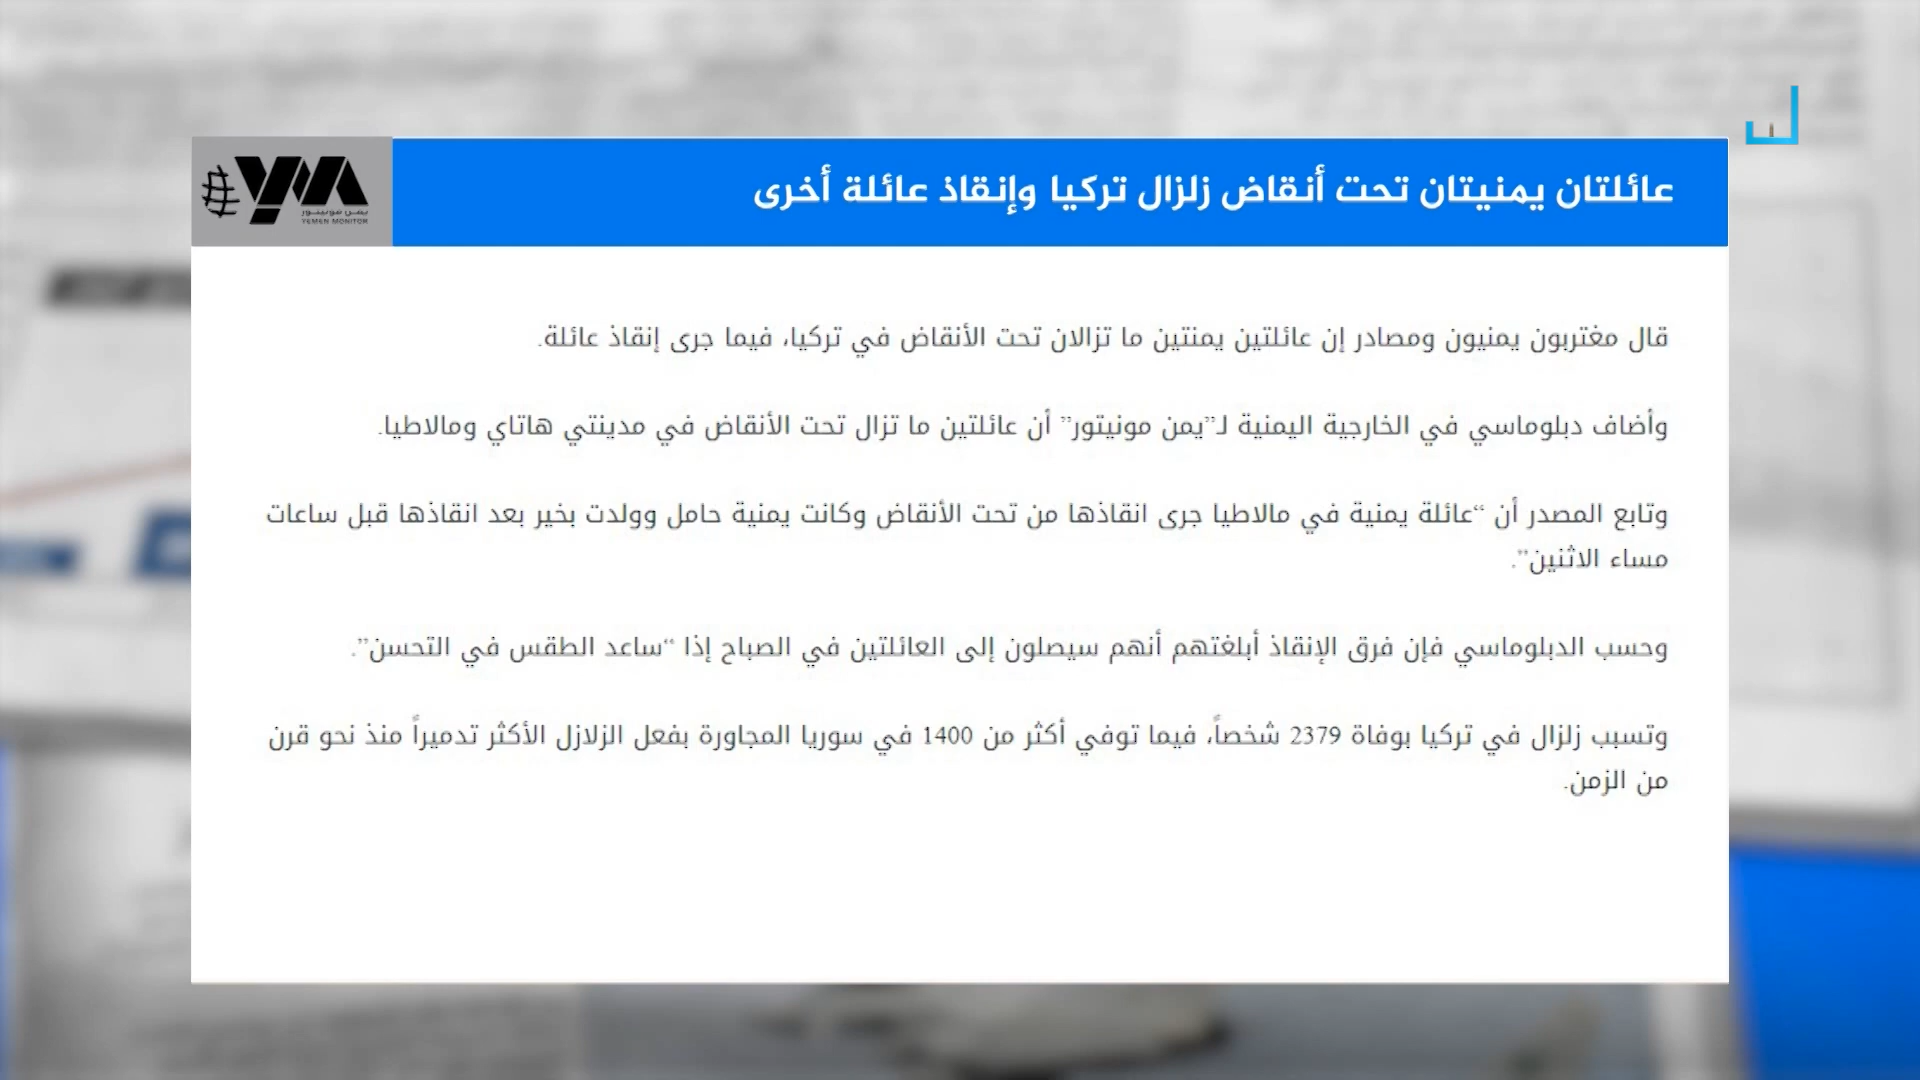 عائلتان يمنيتان تحت أنقاض زلزال تركيا وإنقاذ عائلة أخرى
يمن مونيتور
YEMEN MONITOR
قال مغتربون يمنيون ومصادر إن عائلتين يمنتين ما تزالان تحت الأنقاض في تركيا، فيما جرى إنقاذ عائلة.
وأضاف دبلوماسي في الخارجية اليمنية لـ”يمن مونيتور” أن عائلتين ما تزال تحت الأنقاض في مدينتي هاتاي ومالاطيا.
وتابع المصدر أن “عائلة يمنية في مالاطيا جرى انقاذها من تحت الأنقاض وكانت يمنية حامل وولدت بخير بعد انقاذها قبل ساعات
مساء الاثنين”.
وحسب الدبلوماسي فإن فرق الإنقاذ أبلغتهم أنهم سيصلون إلى العائلتين في الصباح إذا “ساعد الطقس في التحسن”.
وتسبب زلزال في تركيا بوفاة 2379 شخصاً، فيما توفي أكثر من 1400 في سوريا المجاورة بفعل الزلازل الأكثر تدميراً منذ نحو قرن
من الزمن.